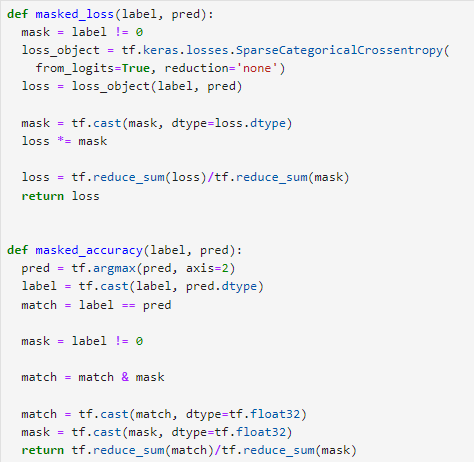 def masked_loss(label, pred):
  mask = label != 0
  loss_object = tf.keras.losses.SparseCategoricalCrossentropy(
    from_logits=True, reduction='none')
  loss = loss_object(label, pred)

  mask = tf.cast(mask, dtype=loss.dtype)
  loss *= mask

  loss = tf.reduce_sum(loss)/tf.reduce_sum(mask)
  return loss


def masked_accuracy(label, pred):
  pred = tf.argmax(pred, axis=2)
  label = tf.cast(label, pred.dtype)
  match = label == pred

  mask = label != 0

  match = match & mask

  match = tf.cast(match, dtype=tf.float32)
  mask = tf.cast(mask, dtype=tf.float32)
  return tf.reduce_sum(match)/tf.reduce_sum(mask)